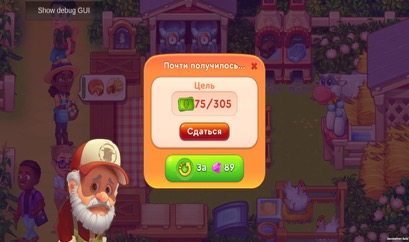 Show debug GUI
Почти получилось...
Цель
75/305
Сдаться
За 89